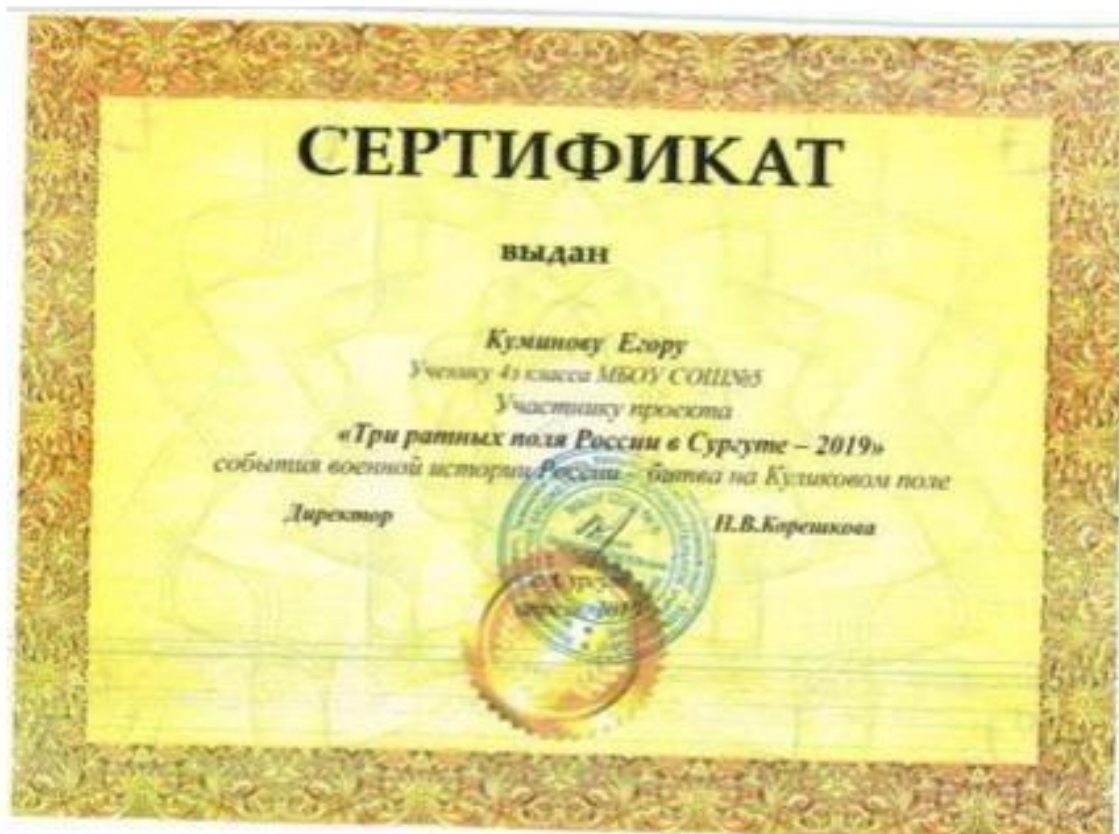 СЕРТИФИКАТ
выдан
Куминову Егору
Ученику 4з класса МБОУ СОШ№5
Участнику проекта
«Три ратных поля России в Сургуте – 2019»
события военной истории России – битва на Куликовом поле
Директор Н.В.Корешкова